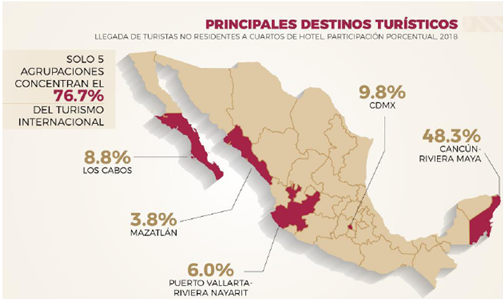 PRINCIPALES DESTINOS TURÍSTICOS
LLEGADA DE TURISTAS NO RESIDENTES A CUARTOS DE HOTEL. PARTICIPACIÓN PORCENTUAL, 2018
SOLO 5
AGRUPACIONES
CONCENTRAN EL
76.7%
DEL TURISMO
INTERNACIONAL
9.8%
CDMX
48.3%
CANCÚN-
RIVIERA MAYA
8.8%
LOS CABOS
3.8%
MAZATLÁN
6.0%
PUERTO VALLARTA-
RIVIERA NAYARIT